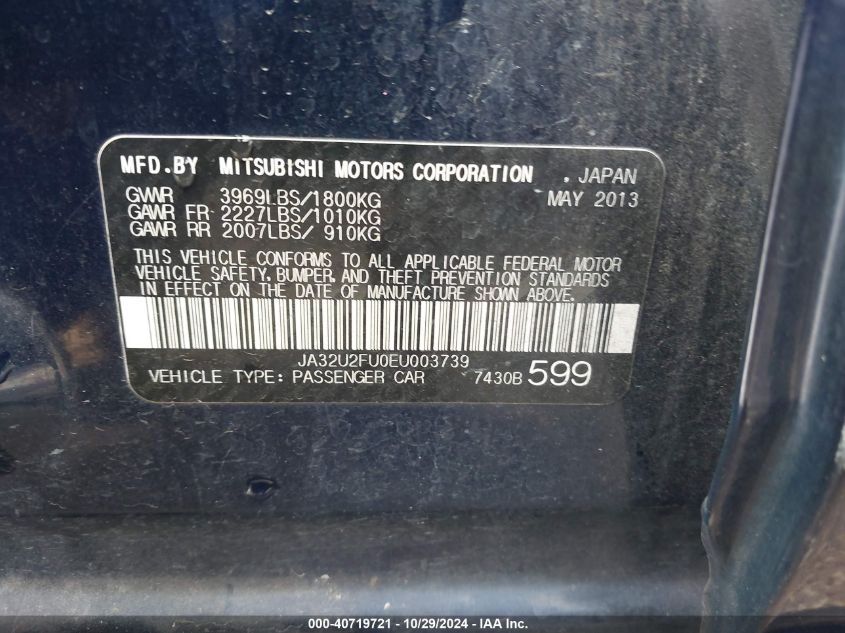 MFD.BY MITSUBISHI MOTORS CORPORATION . JAPAN
GVWR 3969LBS/1800KG MAY 2013
GAWR FR 2227LBS/1010KG
GAWR RR 2007LBS/ 910KG
THIS VEHICLE CONFORMS TO ALL APPLICABLE FEDERAL MOTOR
VEHICLE SAFETY, BUMPER, AND THEFT PREVENTION STANDARDS
IN EFFECT ON THE DATE OF MANUFACTURE SHOWN ABOVE.
JA32U2FU0EU003739
VEHICLE TYPE: PASSENGER CAR 7430B 599
000-40719721 - 10/29/2024 - IAA Inc.